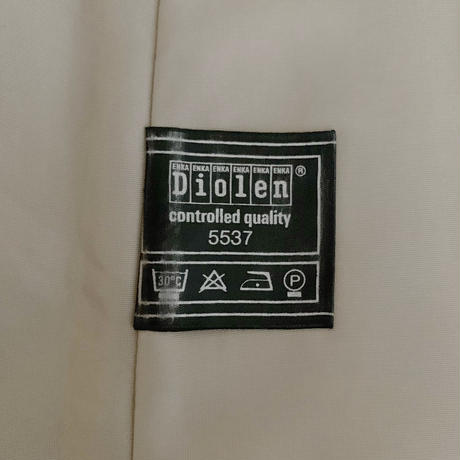 ENKA ENKA ENKA ENKA ENKA ENKA
Diolen ®
controlled quality
5537
30°C P